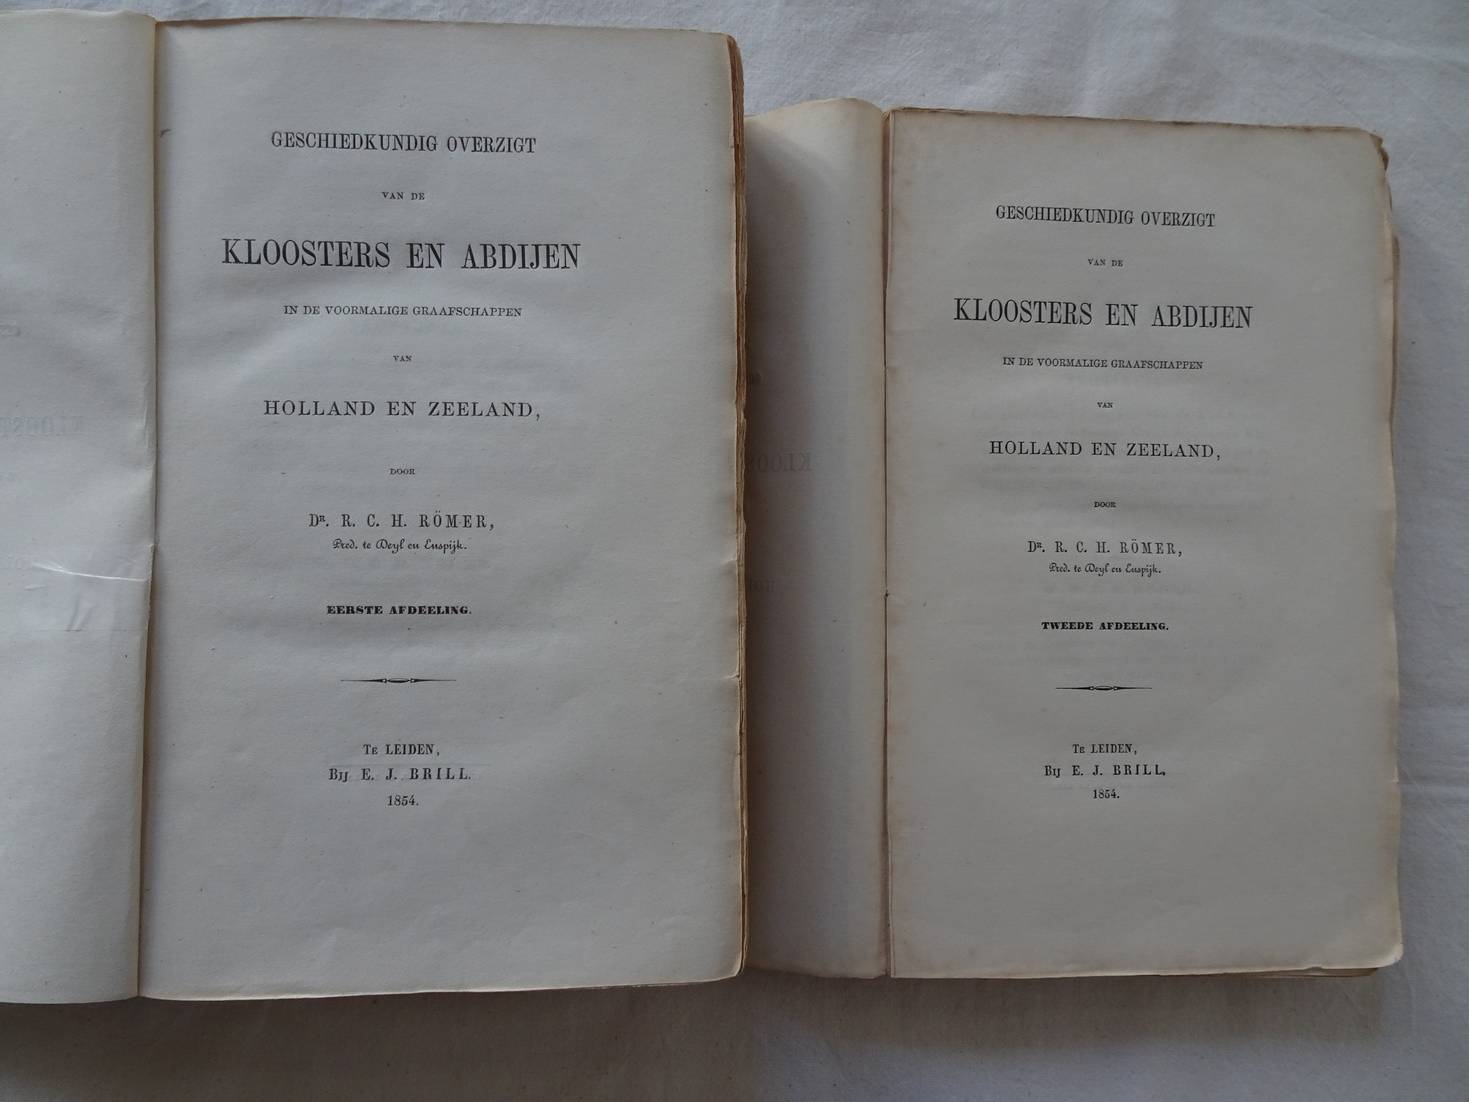 GESCHIEDKUNDIG OVERZIGT
VAN DE
KLOOSTERS EN ABDIJEN
IN DE VOORMALIGE GRAAFSCHAPPEN
VAN
HOLLAND EN ZEELAND,
DOOR
DR. R. C. H. RÖMER,
Pred. te Deyl en Enspijk.
EERSTE AFDEELING.
TE LEIDEN,
BIJ E. J. BRILL.
1854.
GESCHIEDKUNDIG OVERZIGT
VAN DE
KLOOSTERS EN ABDIJEN
IN DE VOORMALIGE GRAAFSCHAPPEN
VAN
HOLLAND EN ZEELAND,
DOOR
DR. R. C. H. RÖMER,
Pred. te Deyl en Enspijk.
TWEEDE AFDEELING.
TE LEIDEN,
BIJ E. J. BRILL,
1854.